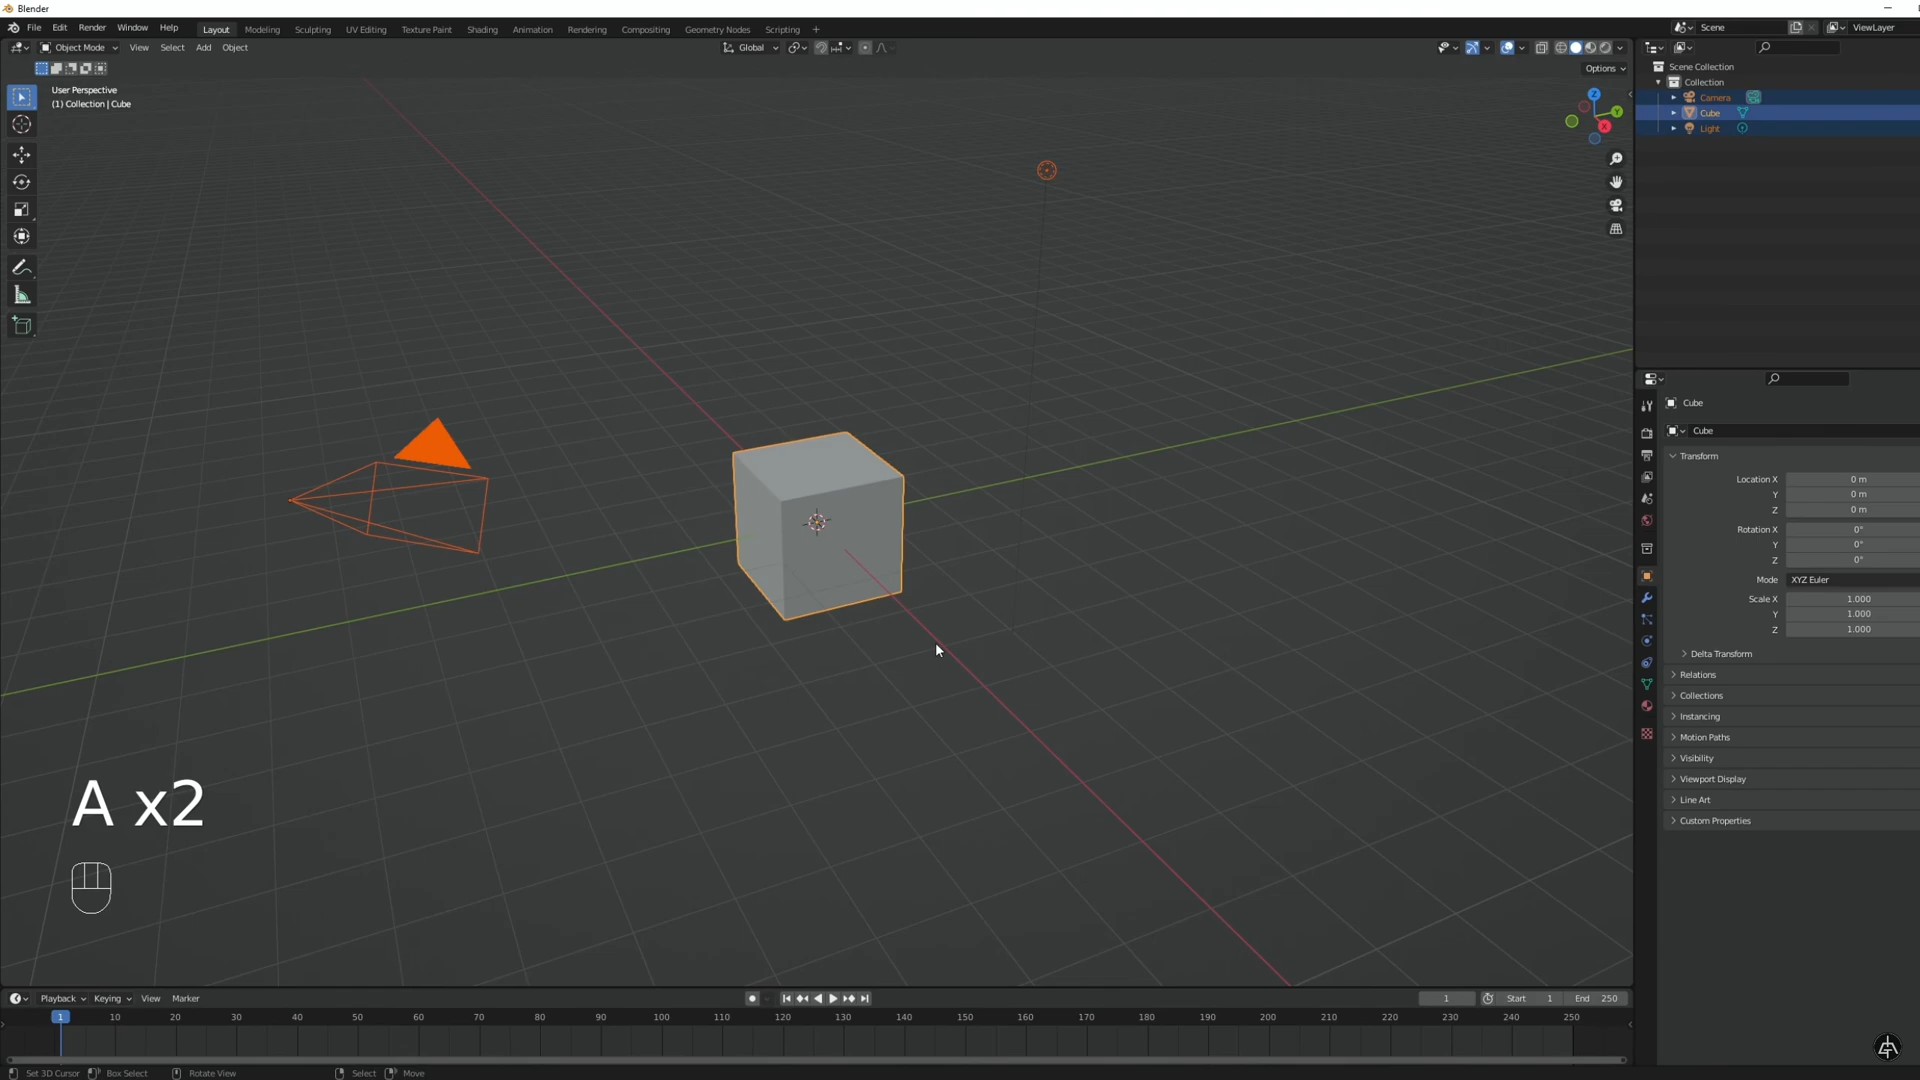 Blender
File Edit Render Window Help Layout Modeling Sculpting UV Editing Texture Paint Shading Animation Rendering Compositing Geometry Nodes Scripting + Scene ViewLayer
Object Mode View Select Add Object Global
Options
User Perspective
(1) Collection | Cube
Z
Y
X
Scene Collection
Collection
Camera
Cube
Light
Cube
Cube
Transform
Location X 0 m
Y 0 m
Z 0 m
Rotation X 0°
Y 0°
Z 0°
Mode XYZ Euler
Scale X 1.000
Y 1.000
Z 1.000
Delta Transform
Relations
Collections
Instancing
Motion Paths
Visibility
Viewport Display
Line Art
Custom Properties
A x2
Playback Keying View Marker 1 Start 1 End 250
1 10 20 30 40 50 60 70 80 90 100 110 120 130 140 150 160 170 180 190 200 210 220 230 240 250
Set 3D Cursor Box Select Rotate View Select Move